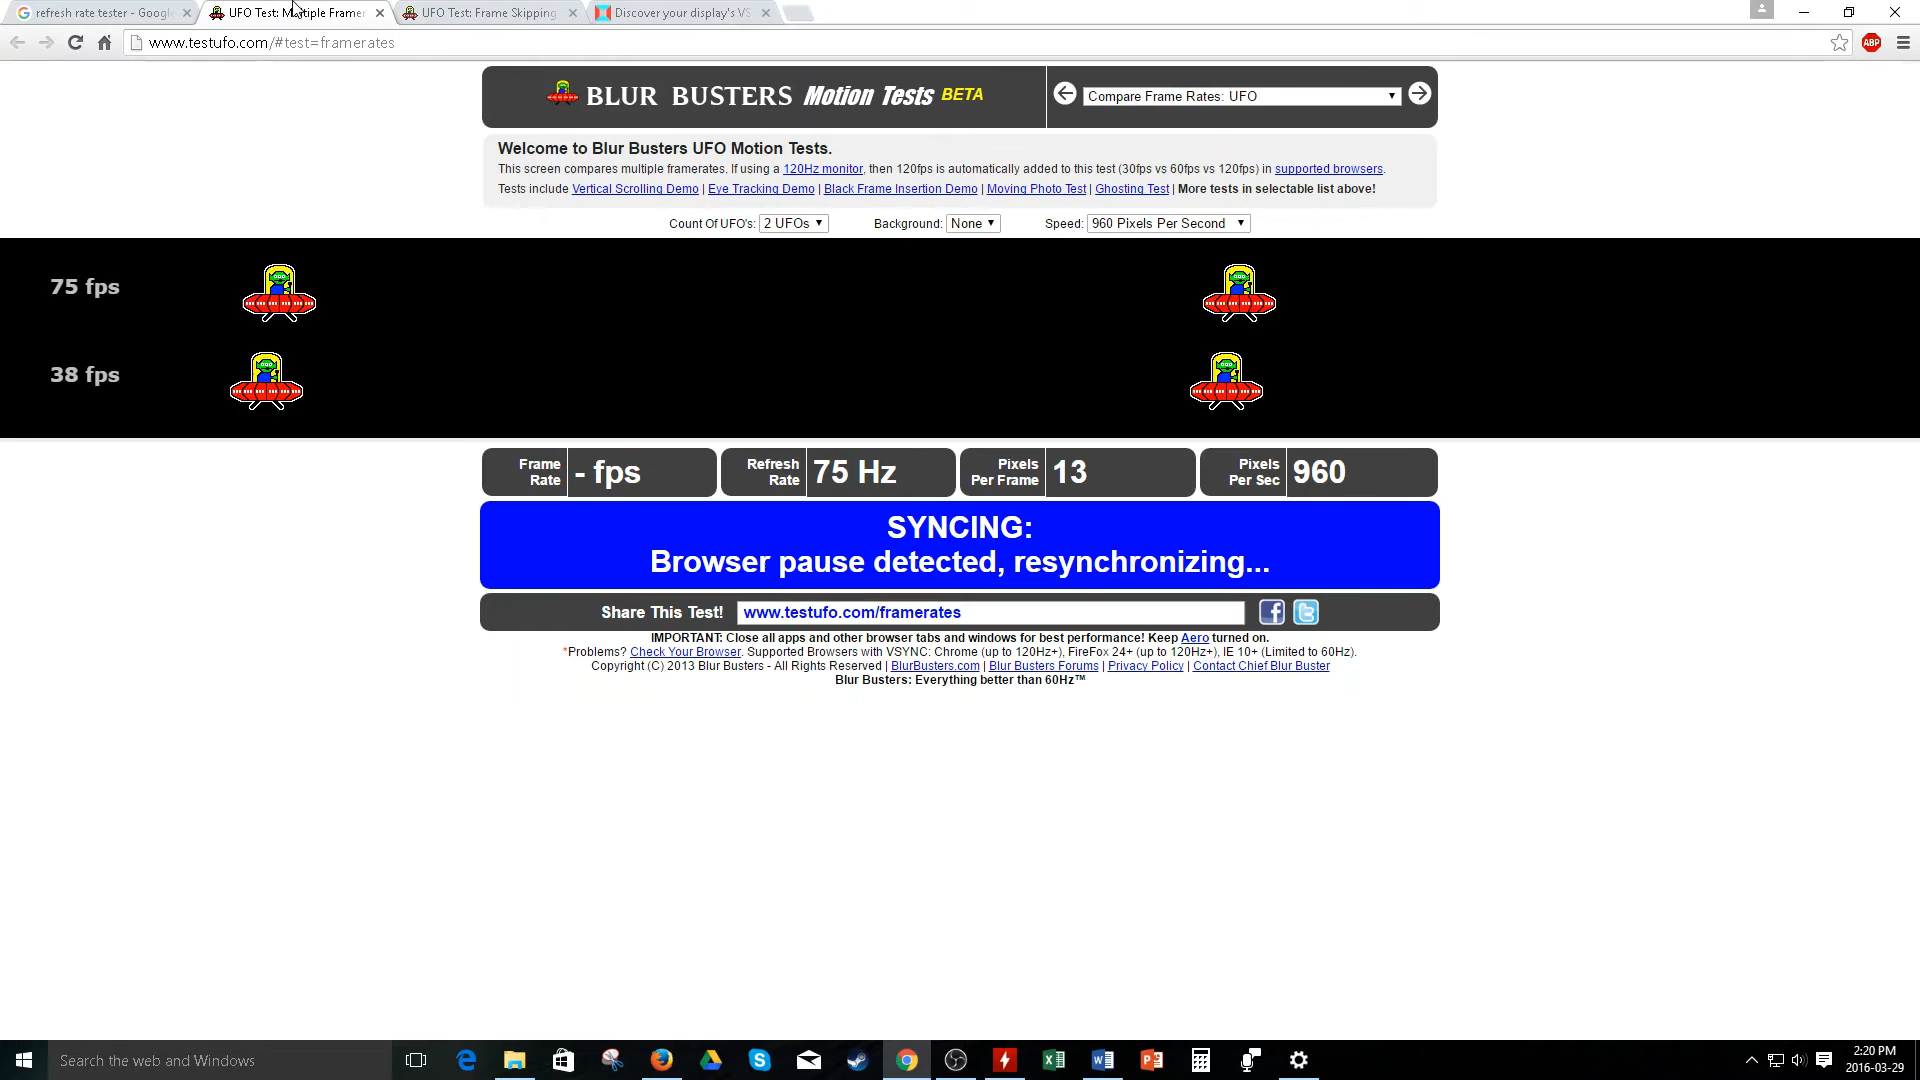 refresh rate tester - Google
UFO Test: Multiple Framer
UFO Test: Frame Skipping
Discover your display's VS
www.testufo.com/#test=framerates
ABP
BLUR BUSTERS Motion Tests BETA
Compare Frame Rates: UFO
Welcome to Blur Busters UFO Motion Tests.
This screen compares multiple framerates. If using a 120Hz monitor, then 120fps is automatically added to this test (30fps vs 60fps vs 120fps) in supported browsers.
Tests include Vertical Scrolling Demo | Eye Tracking Demo | Black Frame Insertion Demo | Moving Photo Test | Ghosting Test | More tests in selectable list above!
Count Of UFO's: 2 UFOs Background: None Speed: 960 Pixels Per Second
75 fps
38 fps
Frame Rate - fps
Refresh Rate 75 Hz
Pixels Per Frame 13
Pixels Per Sec 960
SYNCING:
Browser pause detected, resynchronizing...
Share This Test! www.testufo.com/framerates
IMPORTANT: Close all apps and other browser tabs and windows for best performance! Keep Aero turned on.
*Problems? Check Your Browser. Supported Browsers with VSYNC: Chrome (up to 120Hz+), FireFox 24+ (up to 120Hz+), IE 10+ (Limited to 60Hz).
Copyright (C) 2013 Blur Busters - All Rights Reserved | BlurBusters.com | Blur Busters Forums | Privacy Policy | Contact Chief Blur Buster
Blur Busters: Everything better than 60Hz™
Search the web and Windows
2:20 PM
2016-03-29